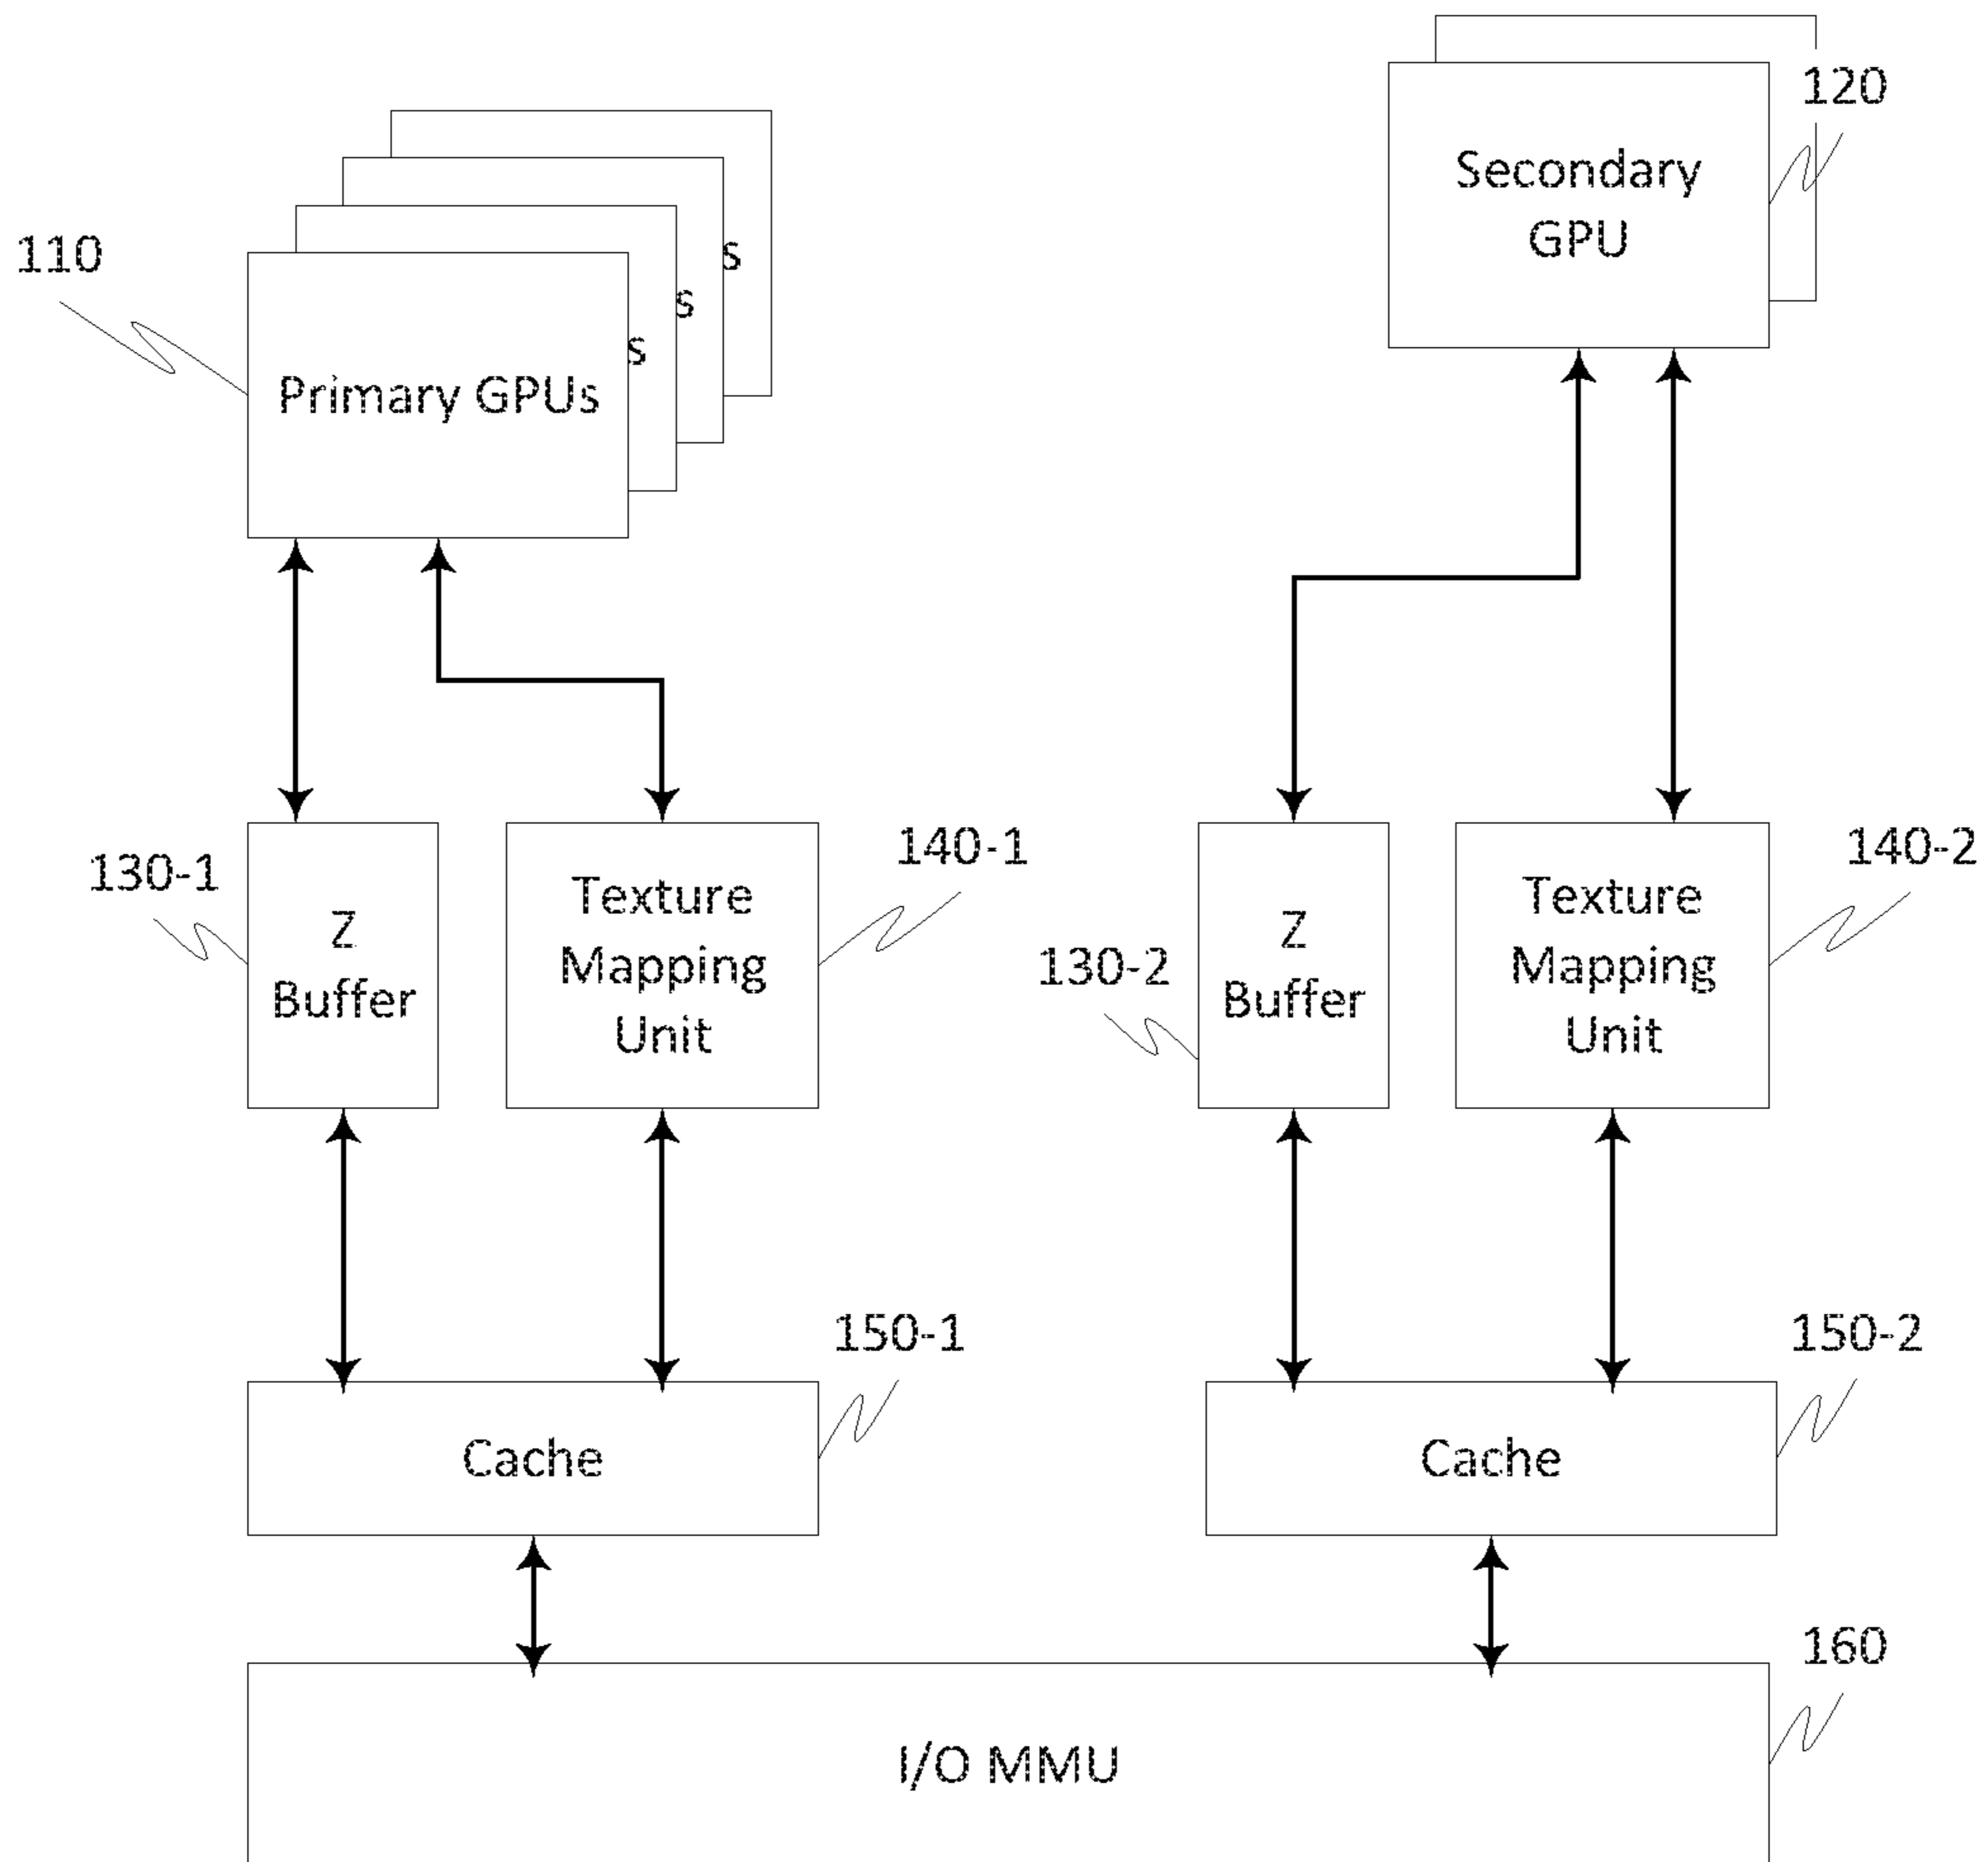 120
Secondary
GPU
110
s
s
s
Primary GPUs
130-1
Z
Buffer
Texture
Mapping
Unit
140-1
130-2
Z
Buffer
Texture
Mapping
Unit
140-2
150-1
Cache
150-2
Cache
160
I/O MMU